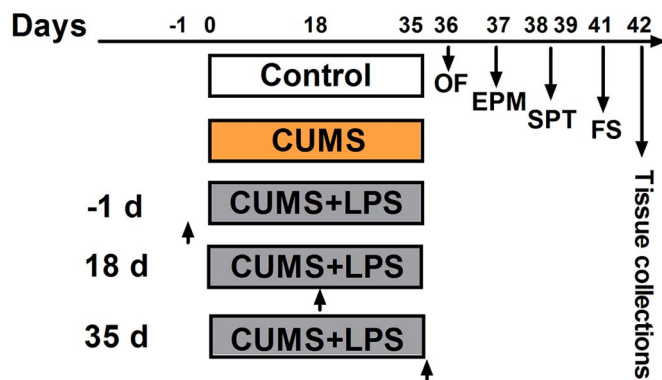 Days -1 0 18 35 36 37 38 39 41 42
Control
OF
EPM
SPT
FS
CUMS
-1 d CUMS+LPS
18 d CUMS+LPS
35 d CUMS+LPS
Tissue collections